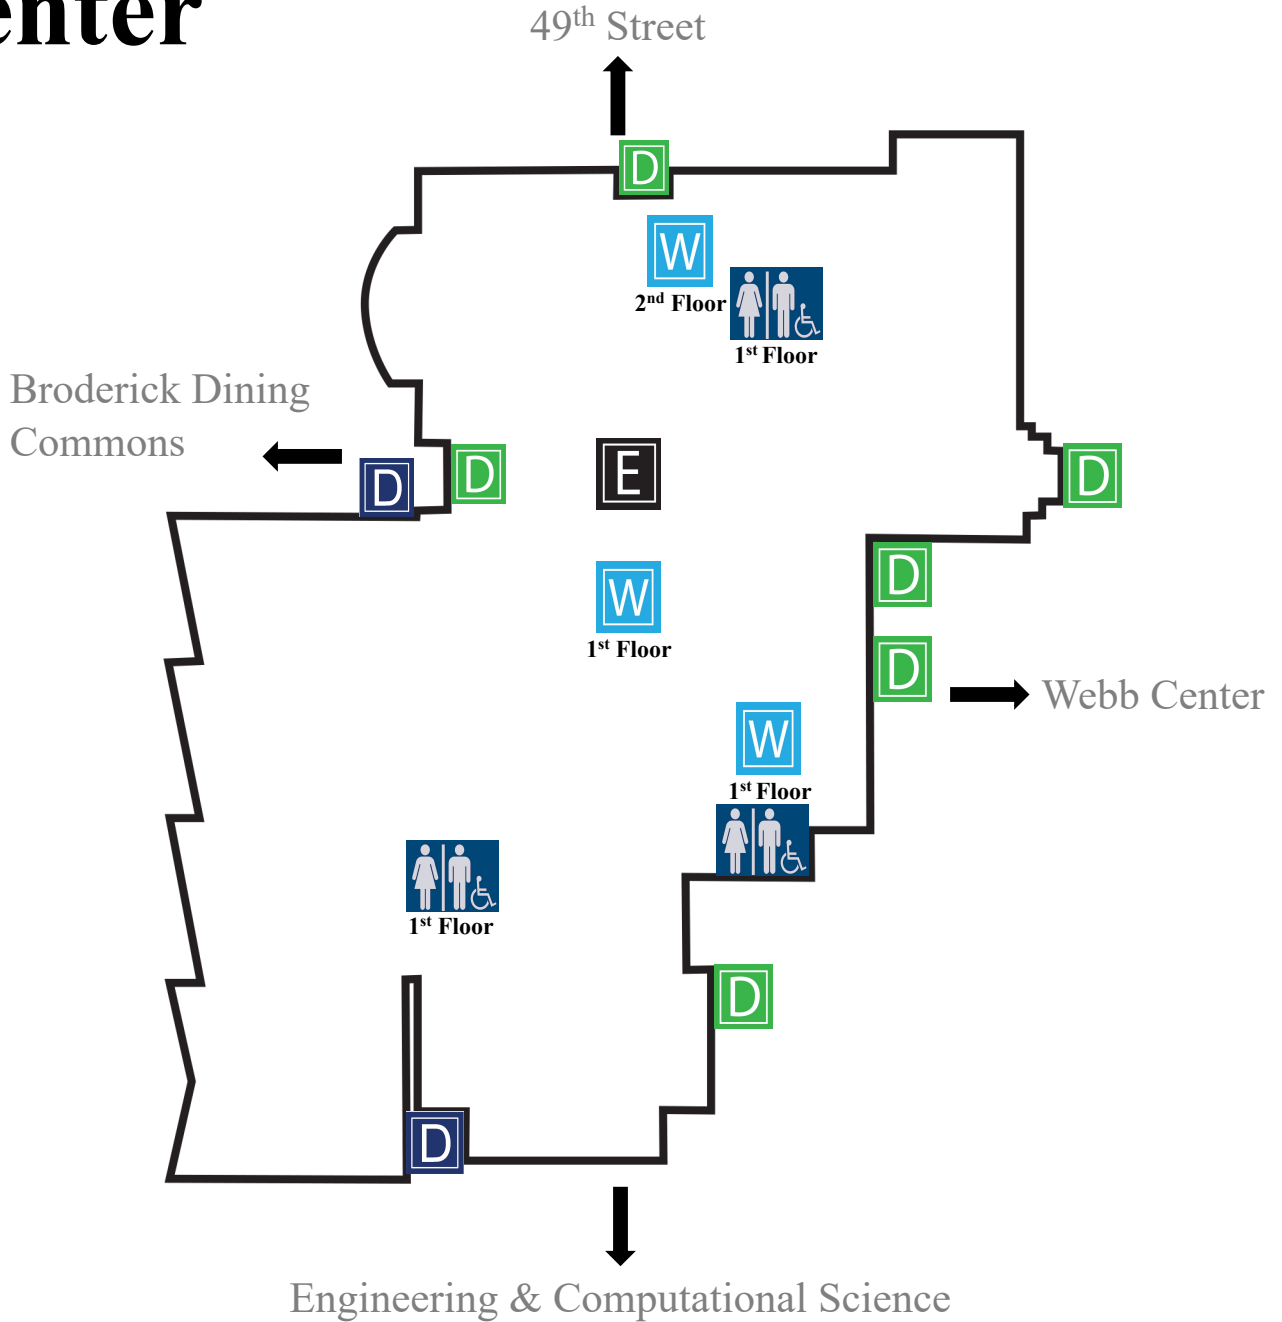 enter
49th Street
D
W
2nd Floor
1st Floor
Broderick Dining
Commons
D
D
E
D
D
W
1st Floor
D
Webb Center
W
1st Floor
1st Floor
D
D
Engineering & Computational Science